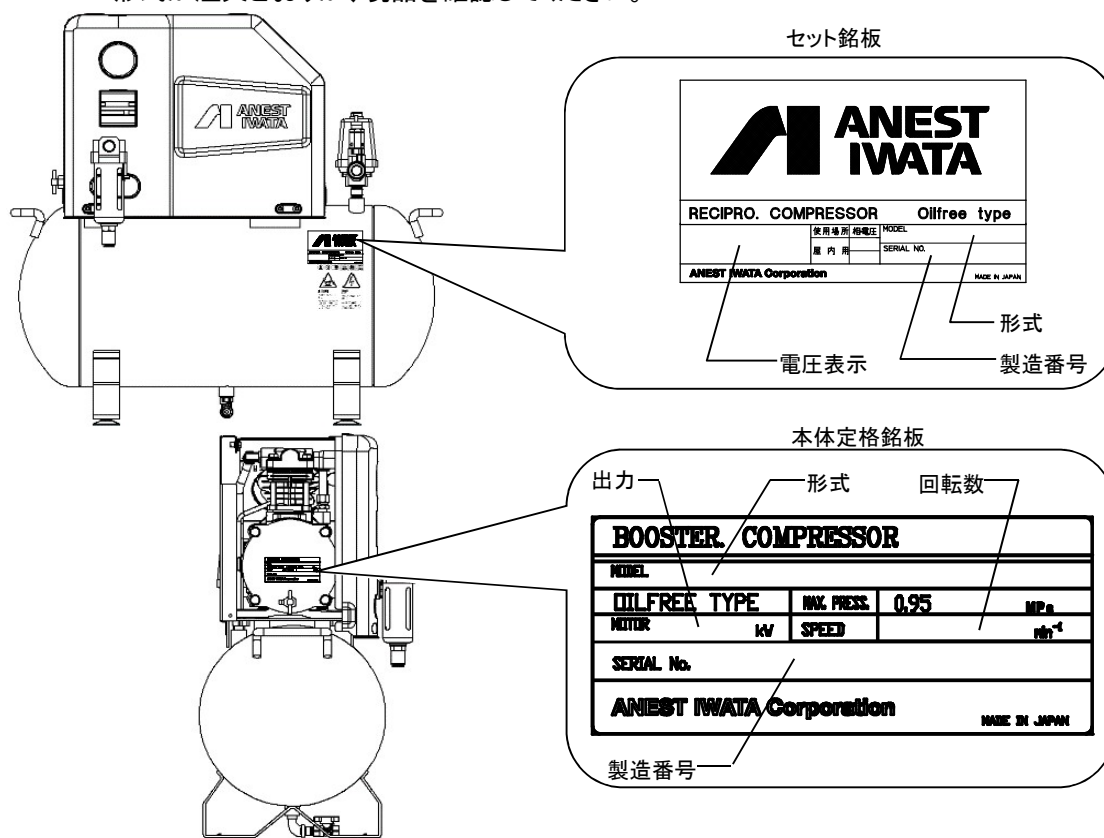 セット銘板
ANEST
IWATA
ANEST
IWATA
RECIPRO. COMPRESSOR Oilfree type
使用場所 相電圧 MODEL
屋内用 SERIAL NO.
ANEST IWATA Corporation MADE IN JAPAN
形式
電圧表示 製造番号
本体定格銘板
出力 形式 回転数
BOOSTER. COMPRESSOR
MODEL
OILFREE TYPE MAX. PRESS. 0.95 MPa
MOTOR kW SPEED min⁻¹
SERIAL No.
ANEST IWATA Corporation MADE IN JAPAN
製造番号